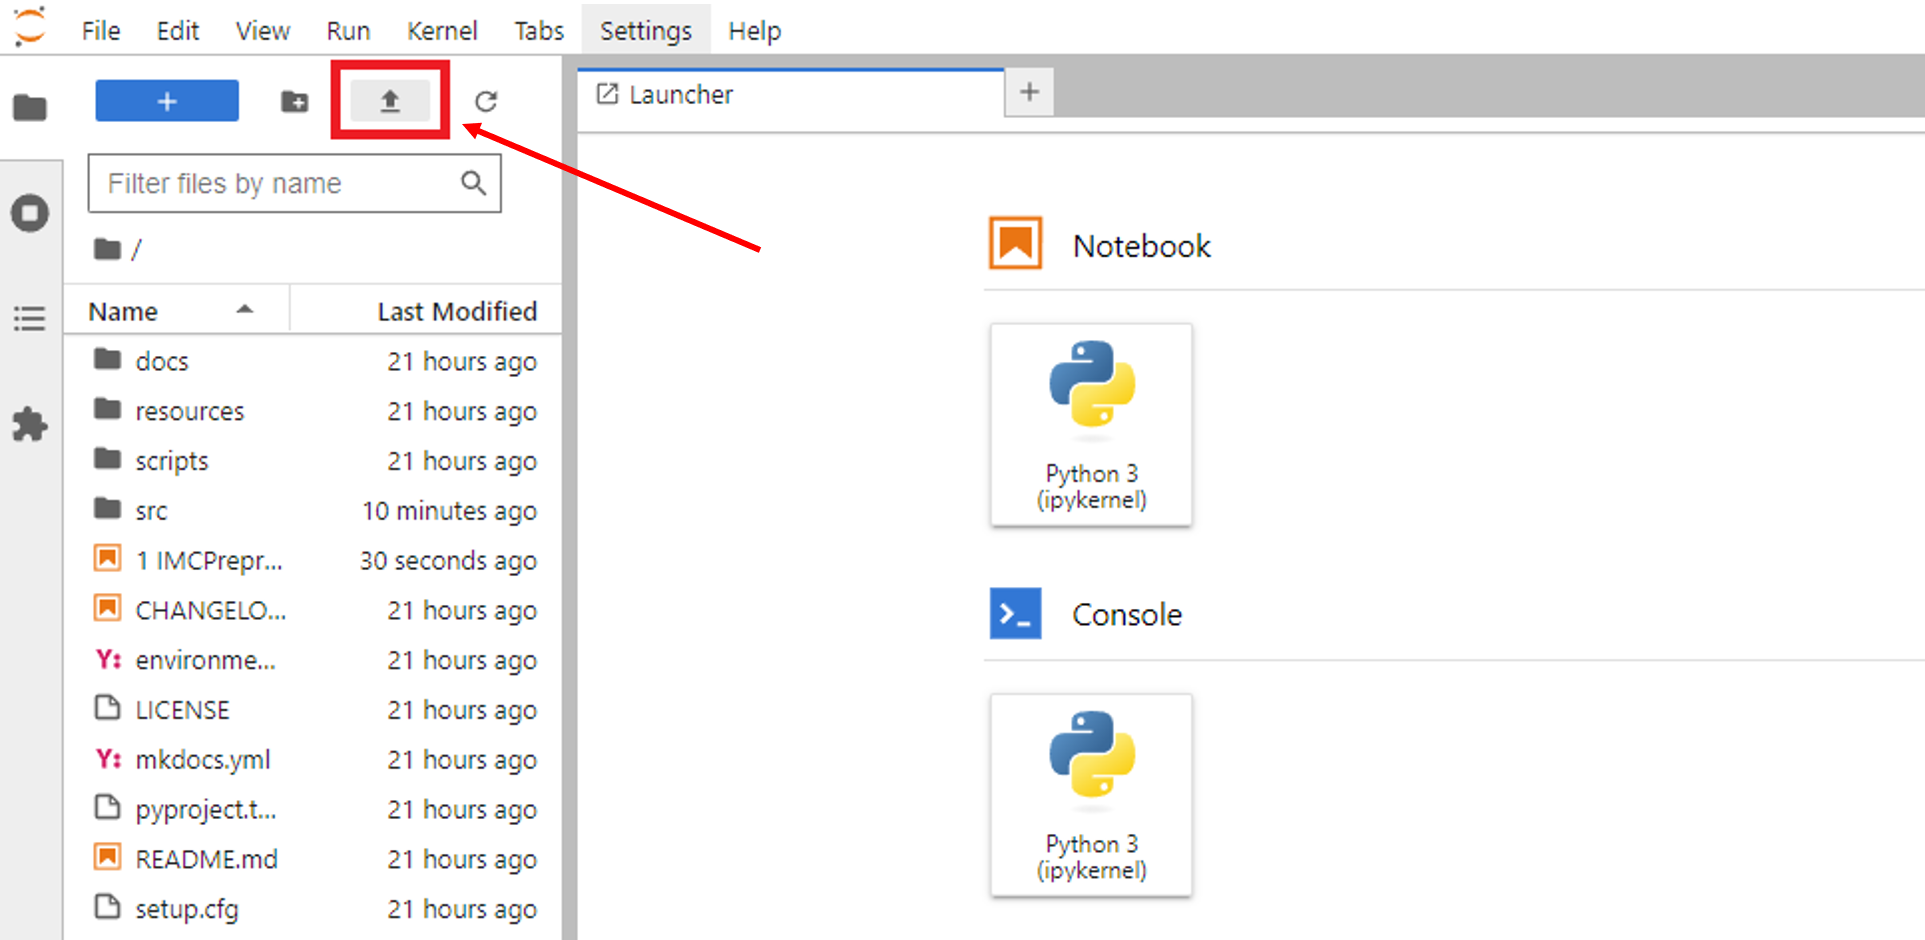 File Edit View Run Kernel Tabs Settings Help
Launcher
Filter files by name
/
Name Last Modified
docs 21 hours ago
resources 21 hours ago
scripts 21 hours ago
src 10 minutes ago
1 IMCPrepr... 30 seconds ago
CHANGELO... 21 hours ago
Y: environme... 21 hours ago
LICENSE 21 hours ago
Y: mkdocs.yml 21 hours ago
pyproject.t... 21 hours ago
README.md 21 hours ago
setup.cfg 21 hours ago
Notebook
Python 3
(ipykernel)
Console
Python 3
(ipykernel)